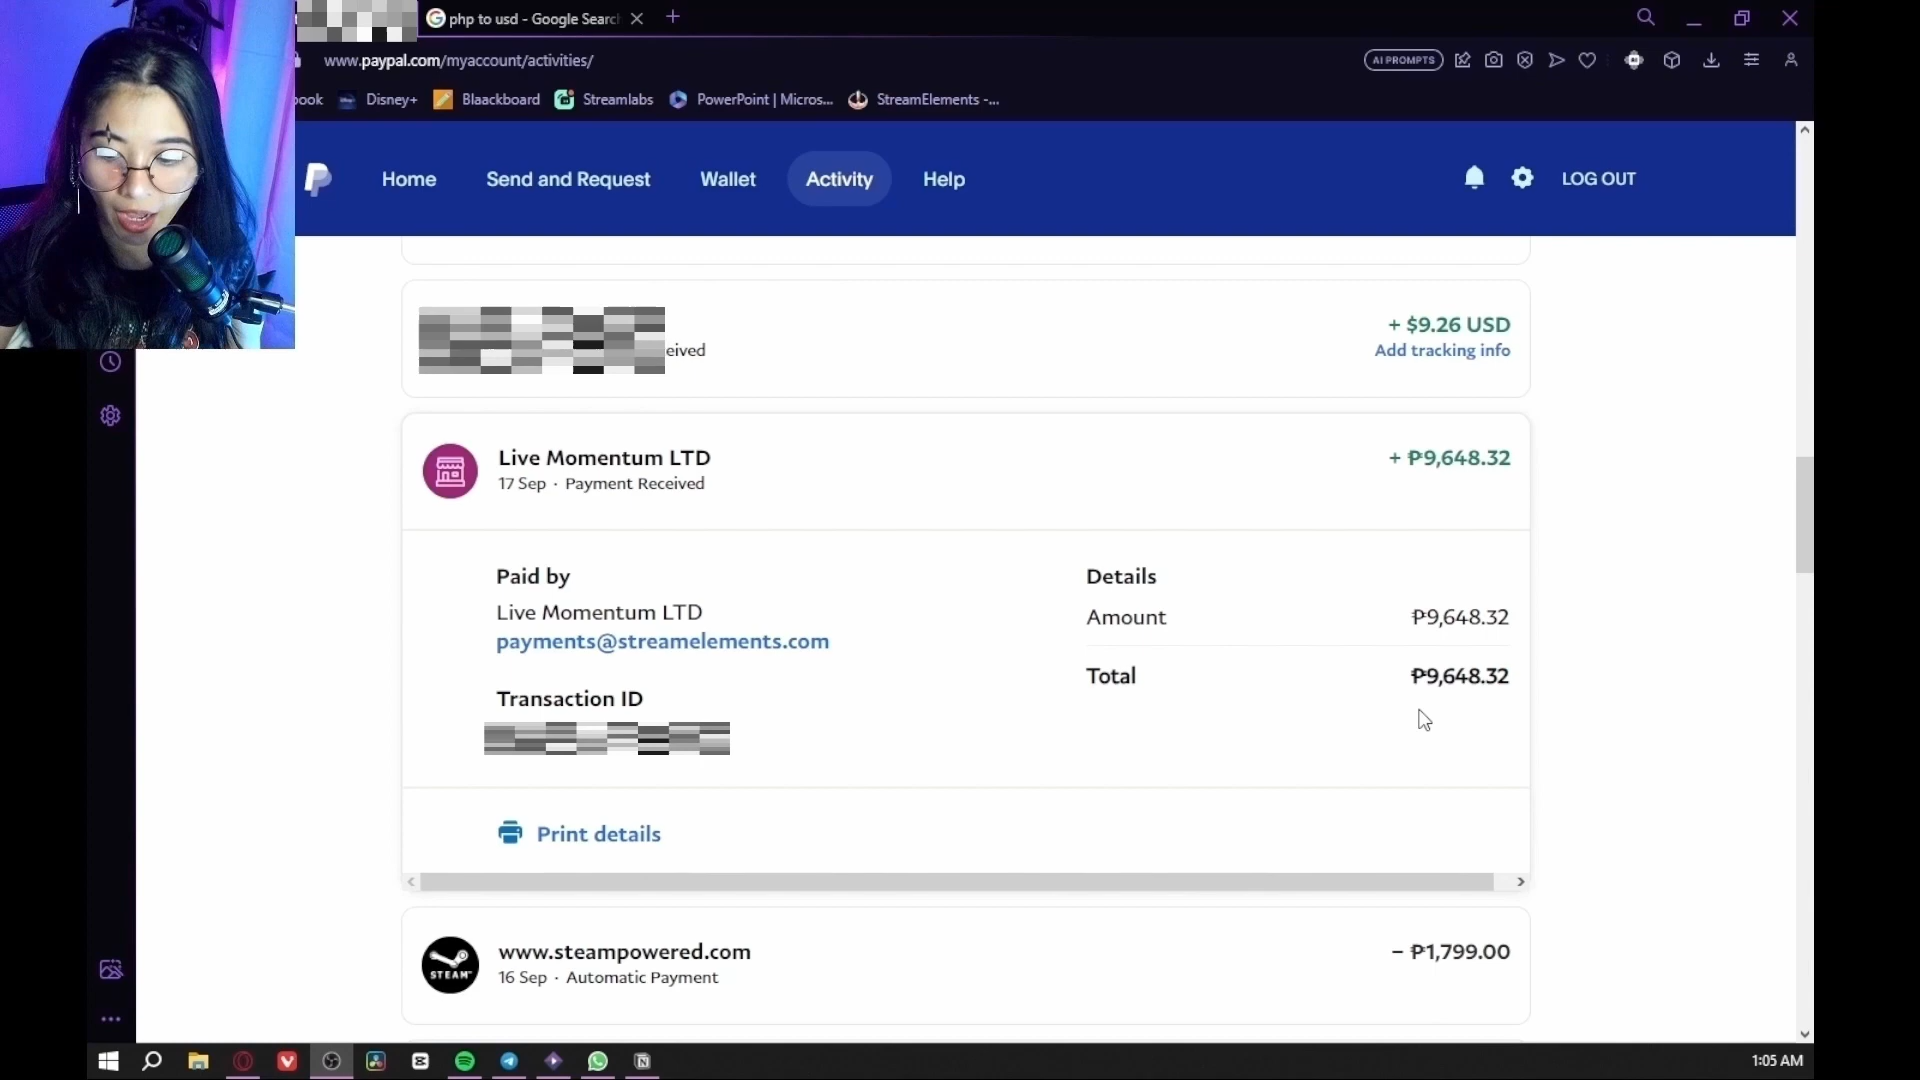 php to usd - Google Search
www.paypal.com/myaccount/activities/
AI PROMPTS
book
Disney+
Blaackboard
Streamlabs
PowerPoint | Micros...
StreamElements -...
Home
Send and Request
Wallet
Activity
Help
LOG OUT
eived
+ $9.26 USD
Add tracking info
Live Momentum LTD
17 Sep · Payment Received
+ ₱9,648.32
Paid by
Live Momentum LTD
payments@streamelements.com
Transaction ID
Details
Amount ₱9,648.32
Total ₱9,648.32
Print details
STEAM™
www.steampowered.com
16 Sep · Automatic Payment
− ₱1,799.00
1:05 AM